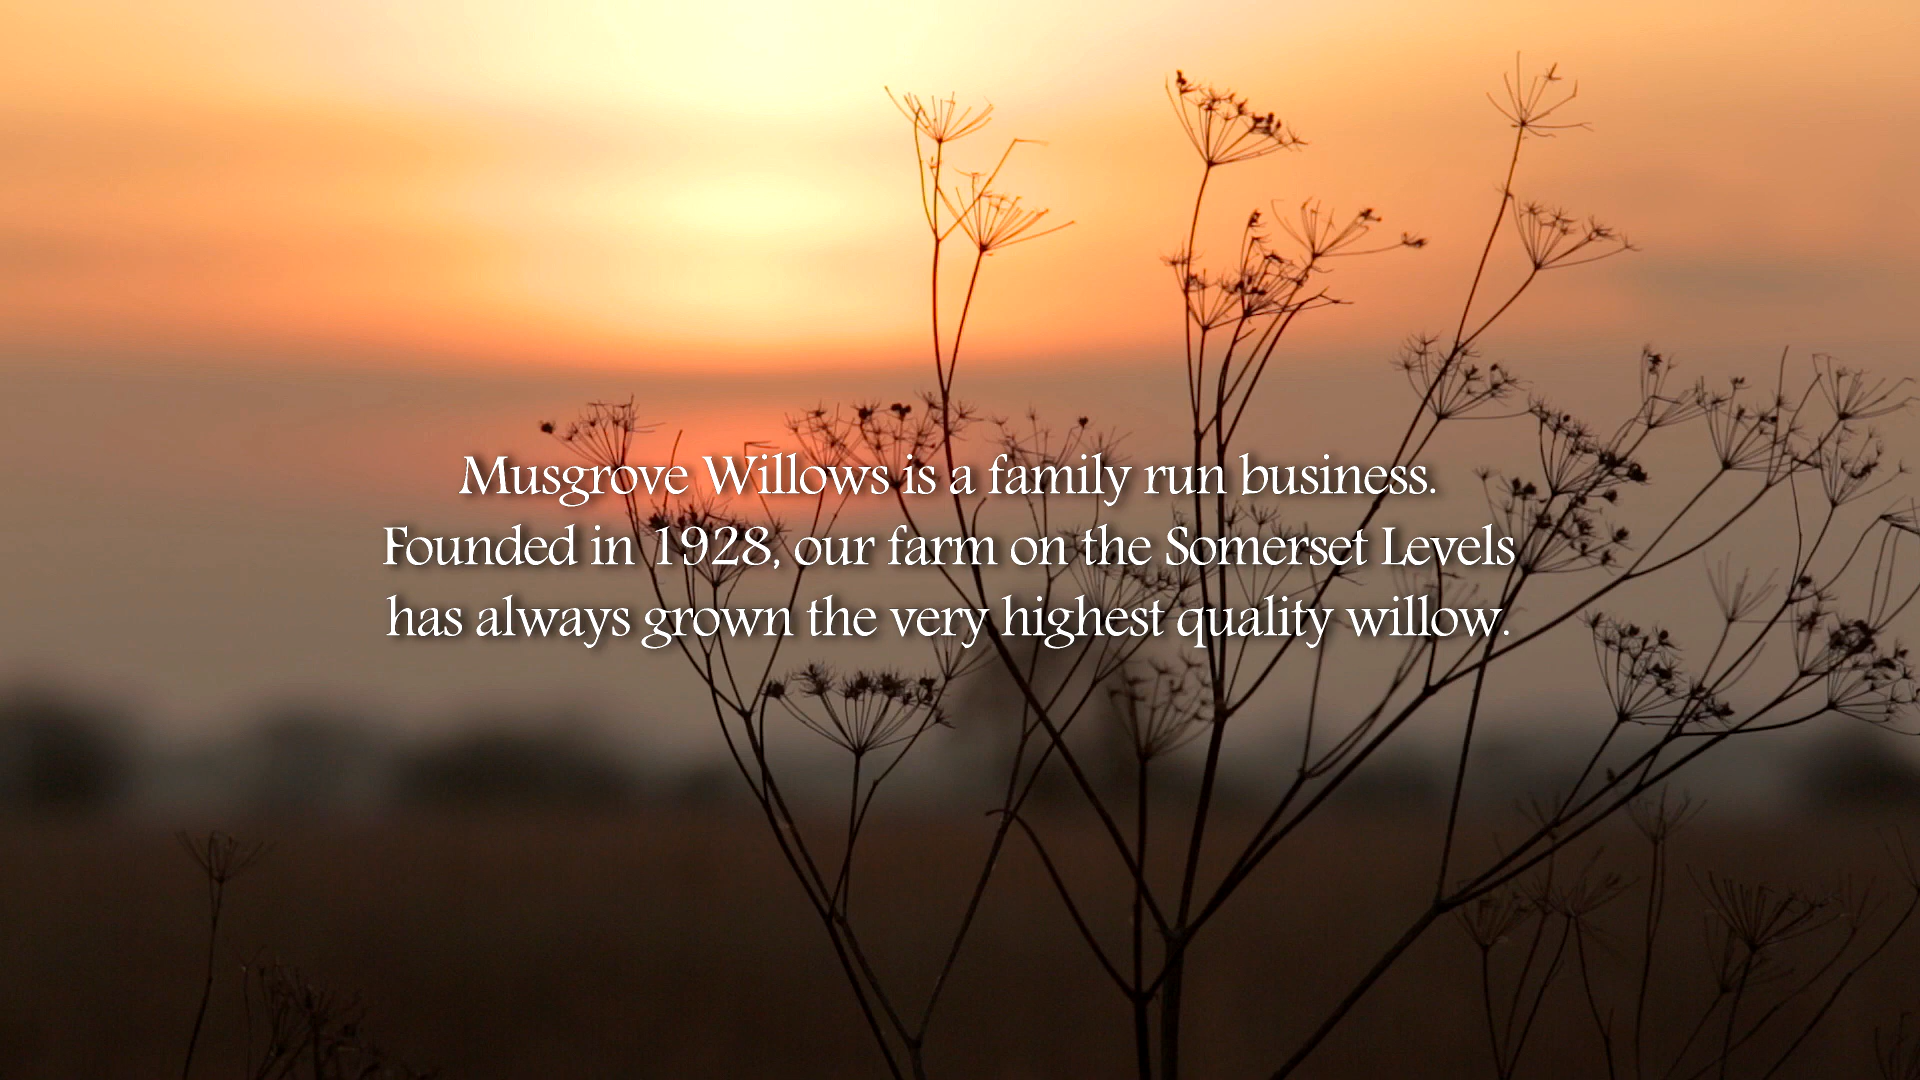 Musgrove Willows is a family run business.
Founded in 1928, our farm on the Somerset Levels
has always grown the very highest quality willow.